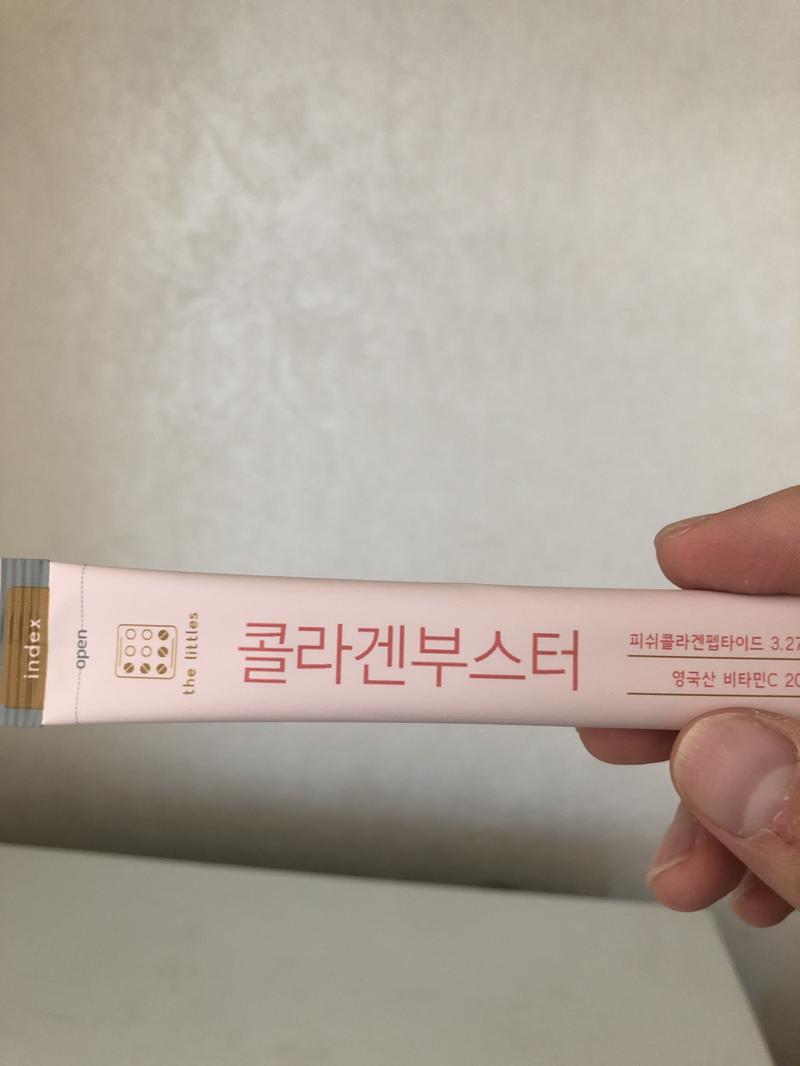 index
open
the littles
콜라겐부스터
피쉬콜라겐펩타이드 3,27
영국산 비타민C 20